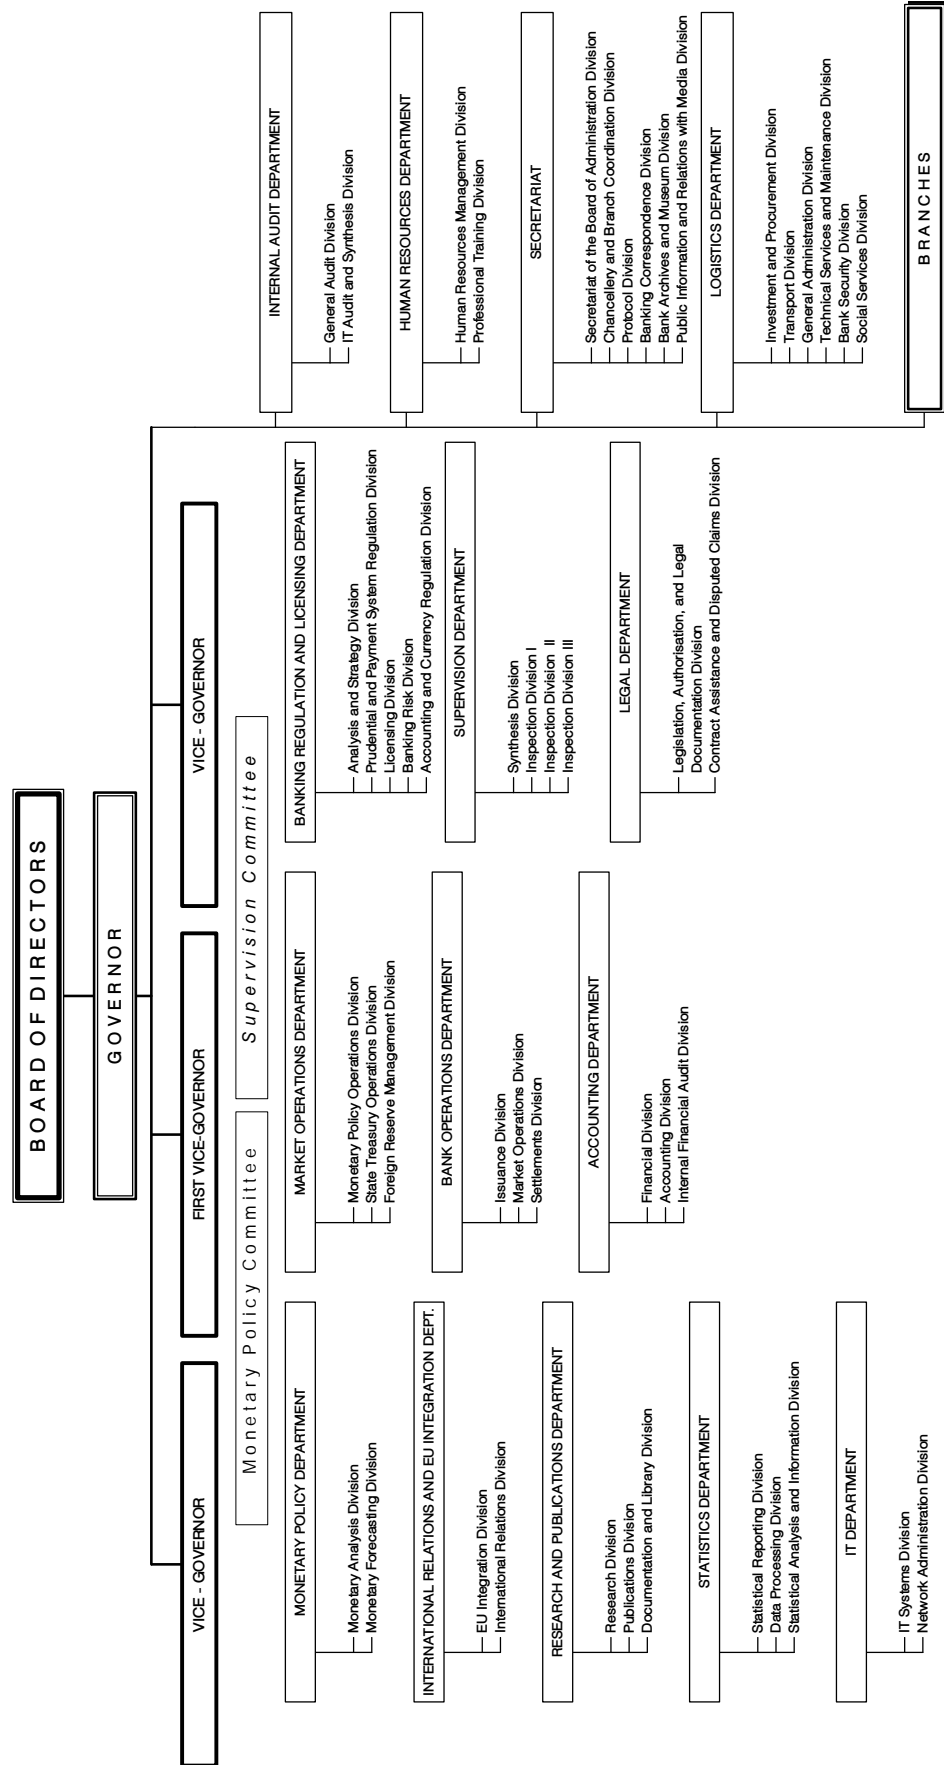 BOARD OF DIRECTORS
GOVERNOR
VICE - GOVERNOR
FIRST VICE-GOVERNOR
VICE - GOVERNOR
Monetary Policy Committee
Supervision Committee
MONETARY POLICY DEPARTMENT
Monetary Analysis Division
Monetary Forecasting Division
INTERNATIONAL RELATIONS AND EU INTEGRATION DEPT.
EU Integration Division
International Relations Division
RESEARCH AND PUBLICATIONS DEPARTMENT
Research Division
Publications Division
Documentation and Library Division
STATISTICS DEPARTMENT
Statistical Reporting Division
Data Processing Division
Statistical Analysis and Information Division
IT DEPARTMENT
IT Systems Division
Network Administration Division
MARKET OPERATIONS DEPARTMENT
Monetary Policy Operations Division
State Treasury Operations Division
Foreign Reserve Management Division
BANK OPERATIONS DEPARTMENT
Issuance Division
Market Operations Division
Settlements Division
ACCOUNTING DEPARTMENT
Financial Division
Accounting Division
Internal Financial Audit Division
BANKING REGULATION AND LICENSING DEPARTMENT
Analysis and Strategy Division
Prudential and Payment System Regulation Division
Licensing Division
Banking Risk Division
Accounting and Currency Regulation Division
SUPERVISION DEPARTMENT
Synthesis Division
Inspection Division I
Inspection Division II
Inspection Division III
LEGAL DEPARTMENT
Legislation, Authorisation, and Legal
Documentation Division
Contract Assistance and Disputed Claims Division
INTERNAL AUDIT DEPARTMENT
General Audit Division
IT Audit and Synthesis Division
HUMAN RESOURCES DEPARTMENT
Human Resources Management Division
Professional Training Division
SECRETARIAT
Secretariat of the Board of Administration Division
Chancellery and Branch Coordination Division
Protocol Division
Banking Correspondence Division
Bank Archives and Museum Division
Public Information and Relations with Media Division
LOGISTICS DEPARTMENT
Investment and Procurement Division
Transport Division
General Administration Division
Technical Services and Maintenance Division
Bank Security Division
Social Services Division
BRANCHES